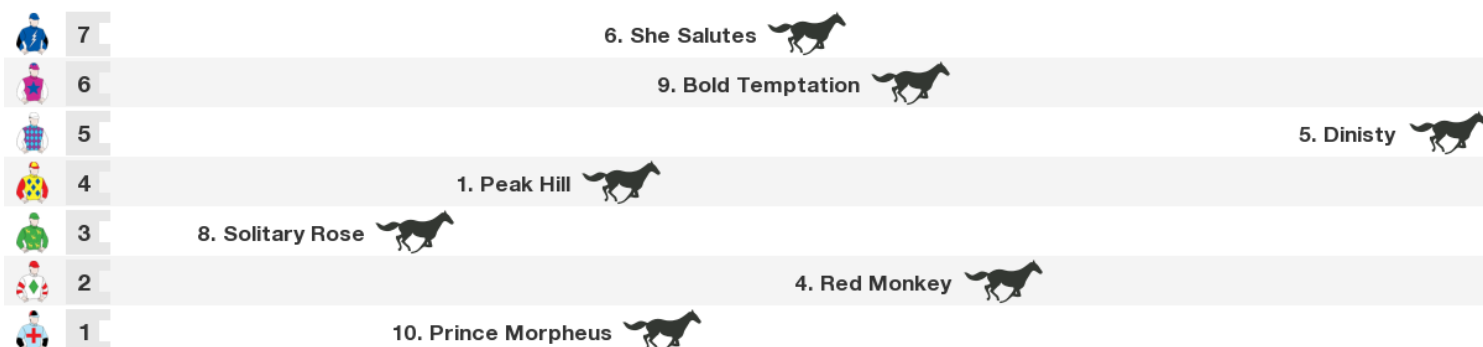 7 6. She Salutes
6 9. Bold Temptation
5 5. Dinisty
4 1. Peak Hill
3 8. Solitary Rose
2 4. Red Monkey
1 10. Prince Morpheus